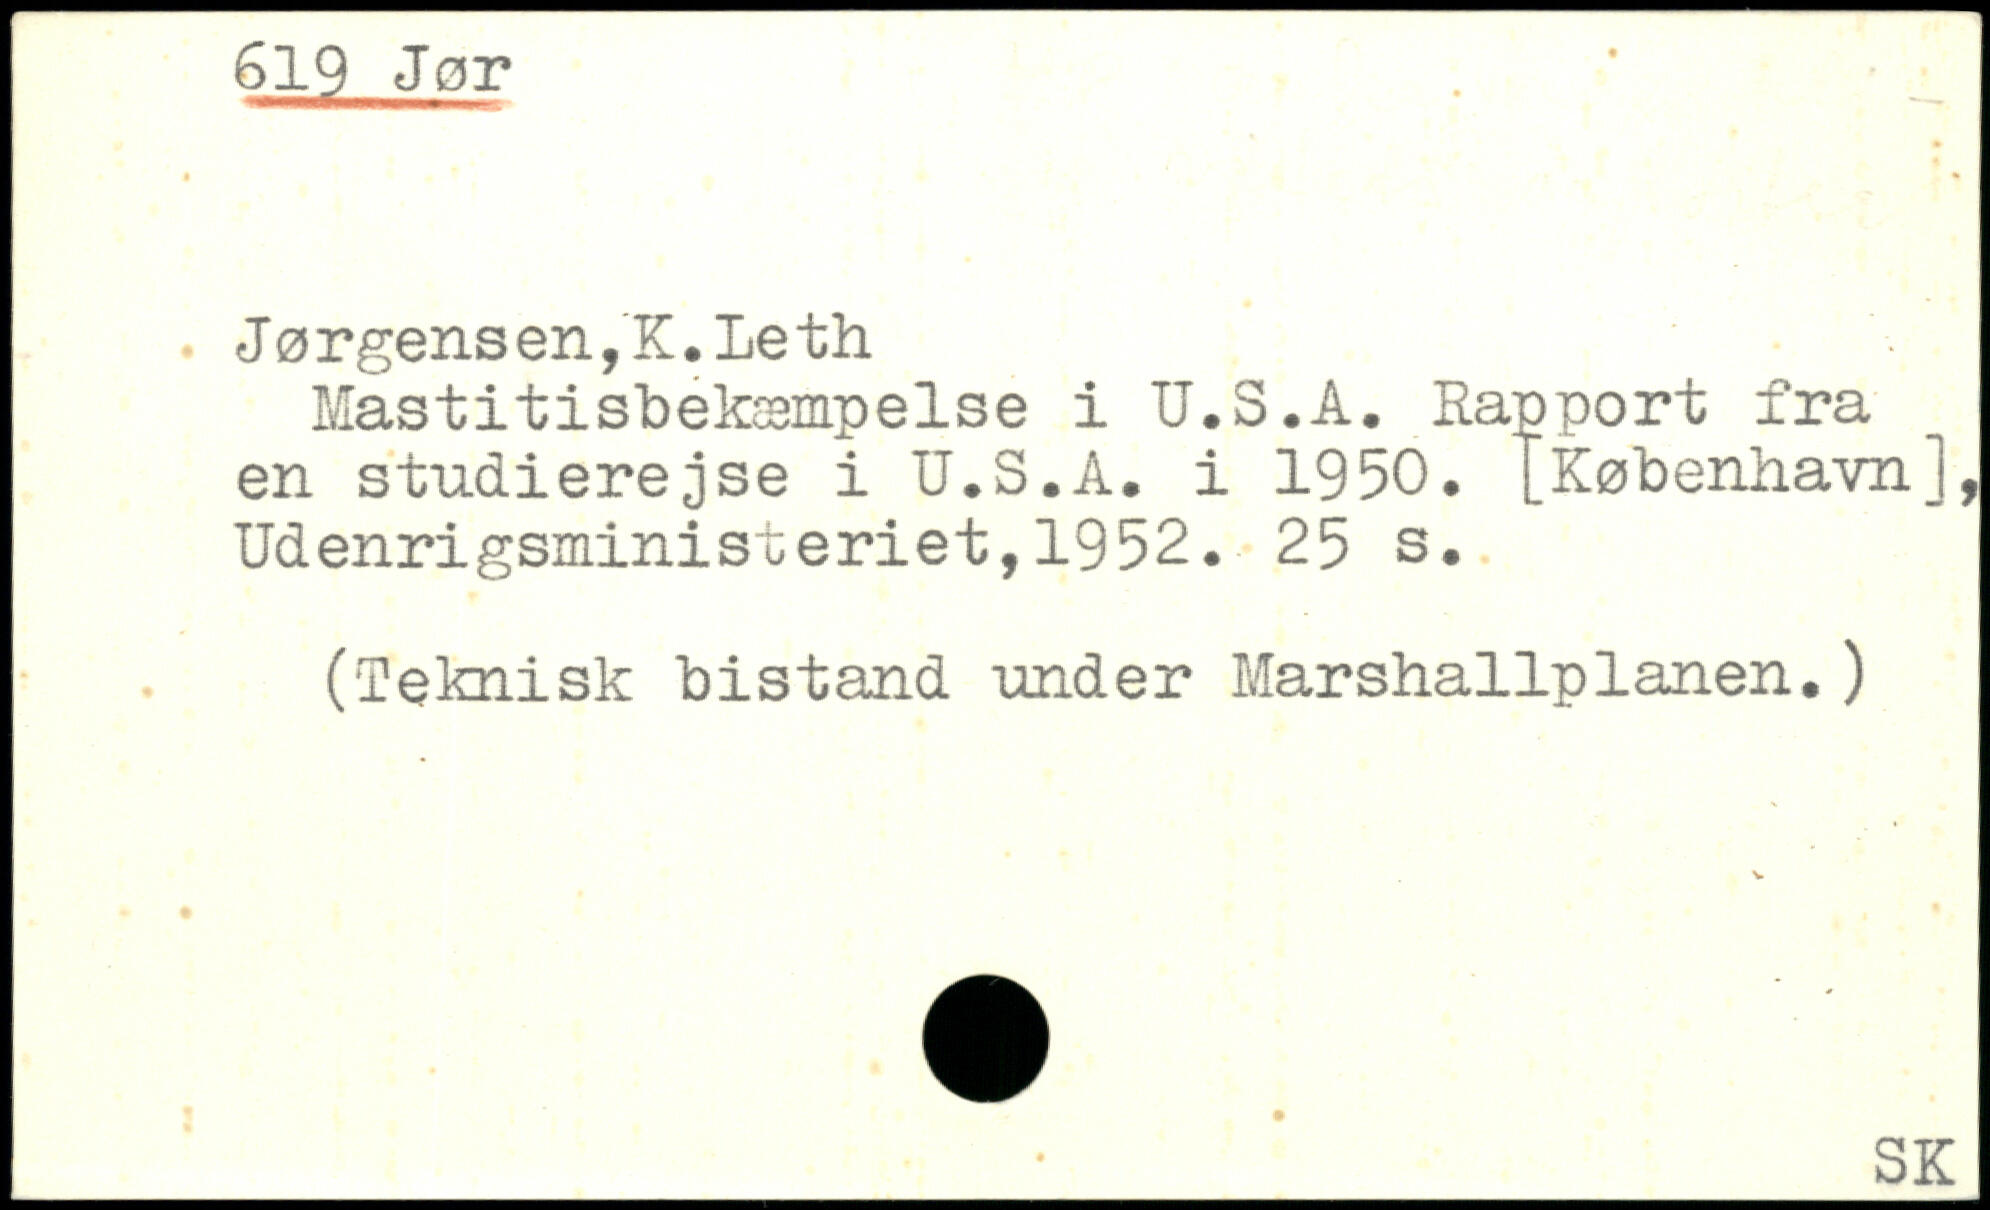 619 Jør
Jørgensen,K.Leth
Mastitisbekæmpelse i U.S.A. Rapport fra
en studierejse i U.S.A. i 1950. [København],
Udenrigsministeriet,1952. 25 s.
(Teknisk bistand under Marshallplanen.)
SK